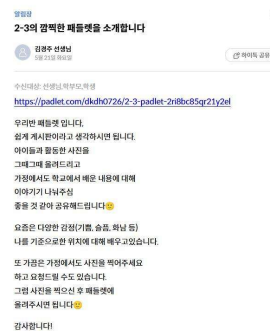 알림장
2-3의 깜찍한 패들렛을 소개합니다
김경주 선생님
5월 21일 화요일
하이톡 공유
수신대상: 선생님,학부모,학생
https://padlet.com/dkdh0726/2-3-padlet-2ri8bc85qr21y2el
우리반 패들렛 입니다.
쉽게 게시판이라고 생각하시면 됩니다.
아이들과 활동한 사진을
그때그때 올려드리고
가정에서도 학교에서 배운 내용에 대해
이야기기 나눠주심
좋을 것 같아 공유해드립니다🙂
요즘은 다양한 감정(기쁨, 슬픔, 화남 등)
나를 기준으로한 위치에 대해 배우고있습니다.
또 가끔은 가정에서도 사진을 찍어주세요
하고 요청드릴 수도 있습니다.
그럼 사진을 찍으신 후 패들렛에
올려주시면 됩니다🙂
감사합니다!